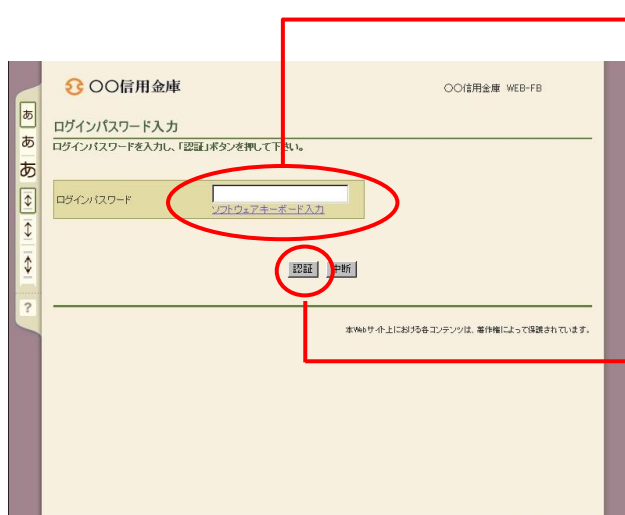 〇〇信用金庫
〇〇信用金庫 WEB-FB
あ
あ
あ
ログインパスワード入力
ログインパスワードを入力し、「認証」ボタンを押して下さい。
ログインパスワード
ソフトウェアキーボード入力
認証 中断
?
本Webサイト上における各コンテンツは、著作権によって保護されています。